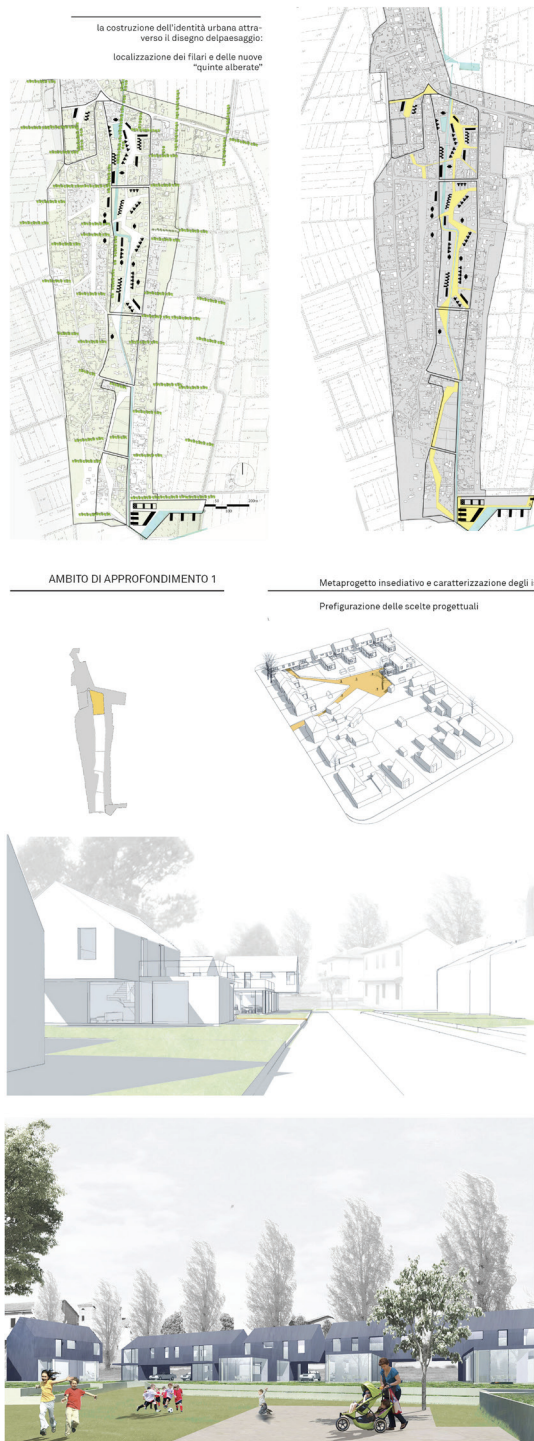 la costruzione dell'identità urbana attra-
verso il disegno delpaesaggio:
localizzazione dei filari e delle nuove
“quinte alberate”
AMBITO DI APPROFONDIMENTO 1
Metaprogetto insediativo e caratterizzazione degli i
Prefigurazione delle scelte progettuali